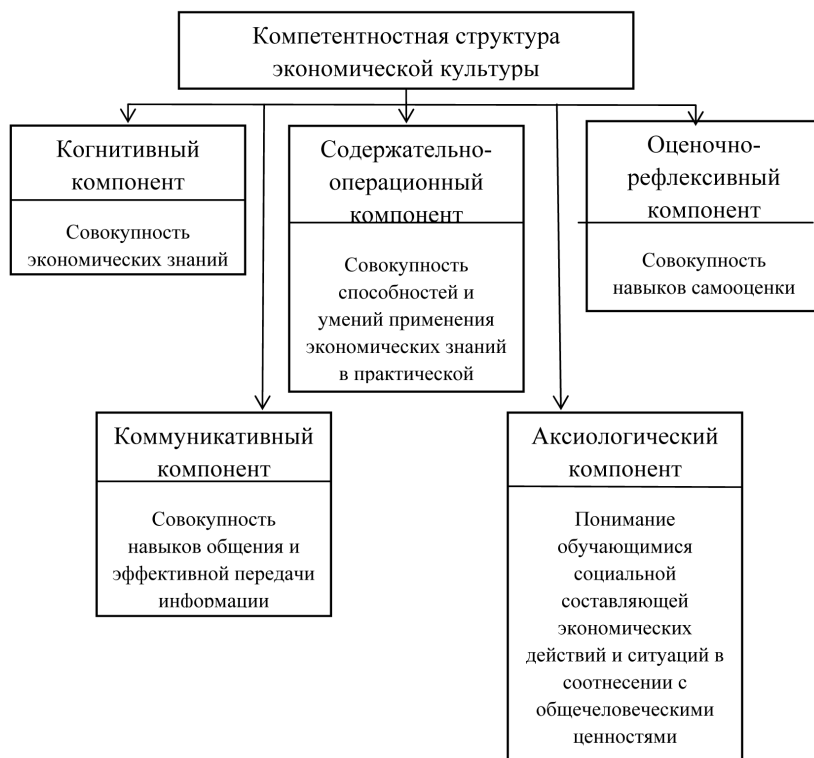 Компетентностная структура
экономической культуры
Когнитивный
компонент
Совокупность
экономических знаний
Содержательно-
операционный
компонент
Совокупность
способностей и
умений применения
экономических знаний
в практической
Оценочно-
рефлексивный
компонент
Совокупность
навыков самооценки
Коммуникативный
компонент
Совокупность
навыков общения и
эффективной передачи
информации
Аксиологический
компонент
Понимание
обучающимися
социальной
составляющей
экономических
действий и ситуаций в
соотнесении с
общечеловеческими
ценностями